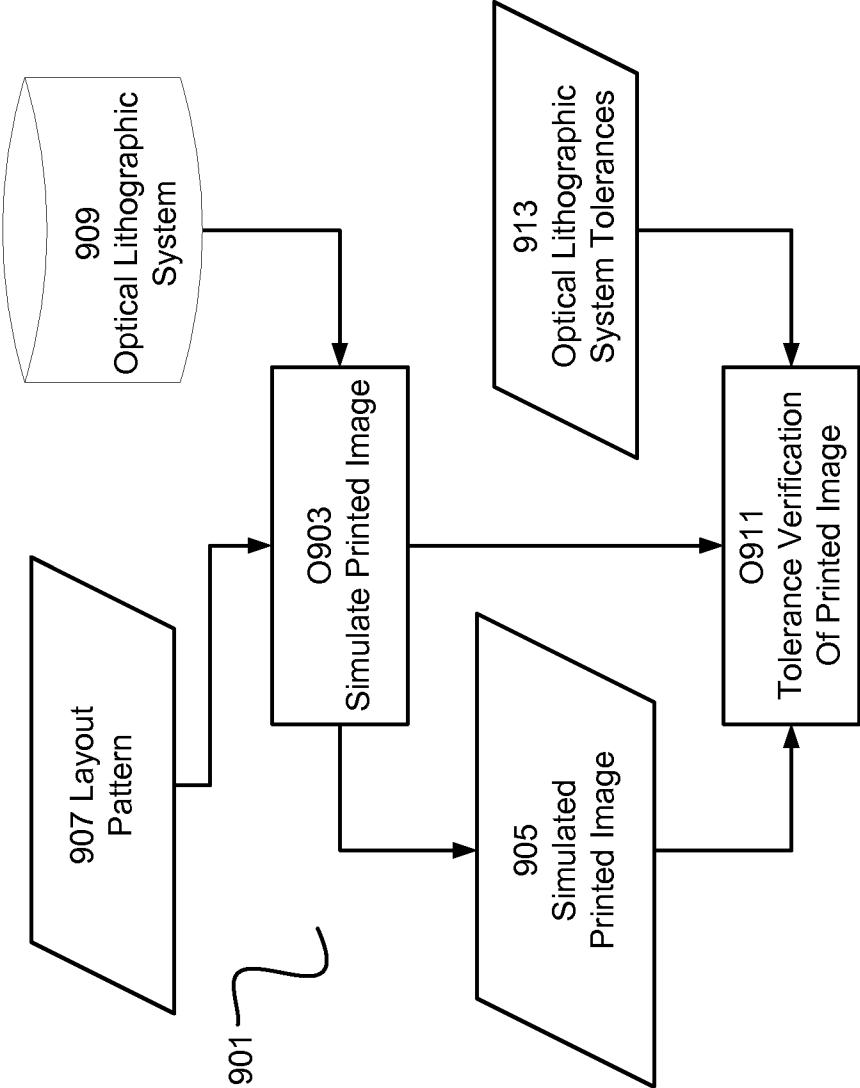 901
907 Layout
Pattern
909
Optical Lithographic
System
O903
Simulate Printed Image
905
Simulated
Printed Image
913
Optical Lithographic
System Tolerances
O911
Tolerance Verification
Of Printed Image